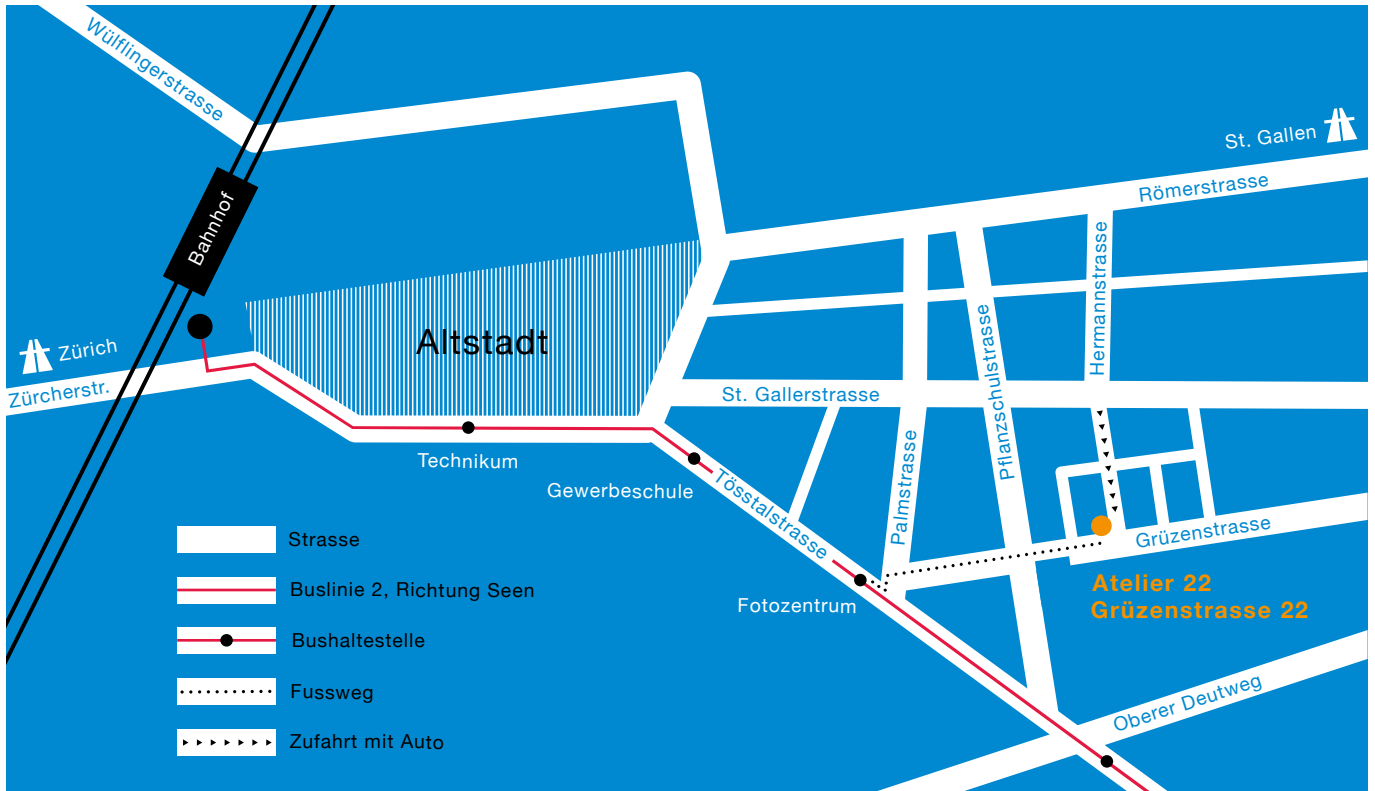 Wülflingerstrasse
St. Gallen
Römerstrasse
Bahnhof
Hermannstrasse
Altstadt
Zürich
Zürcherstr.
Pflanzschulstrasse
St. Gallerstrasse
Technikum
Gewerbeschule
Palmstrasse
Tösstalstrasse
Grüzenstrasse
Strasse
Buslinie 2, Richtung Seen
Fotozentrum
Atelier 22
Grüzenstrasse 22
Bushaltestelle
Fussweg
Oberer Deutweg
Zufahrt mit Auto